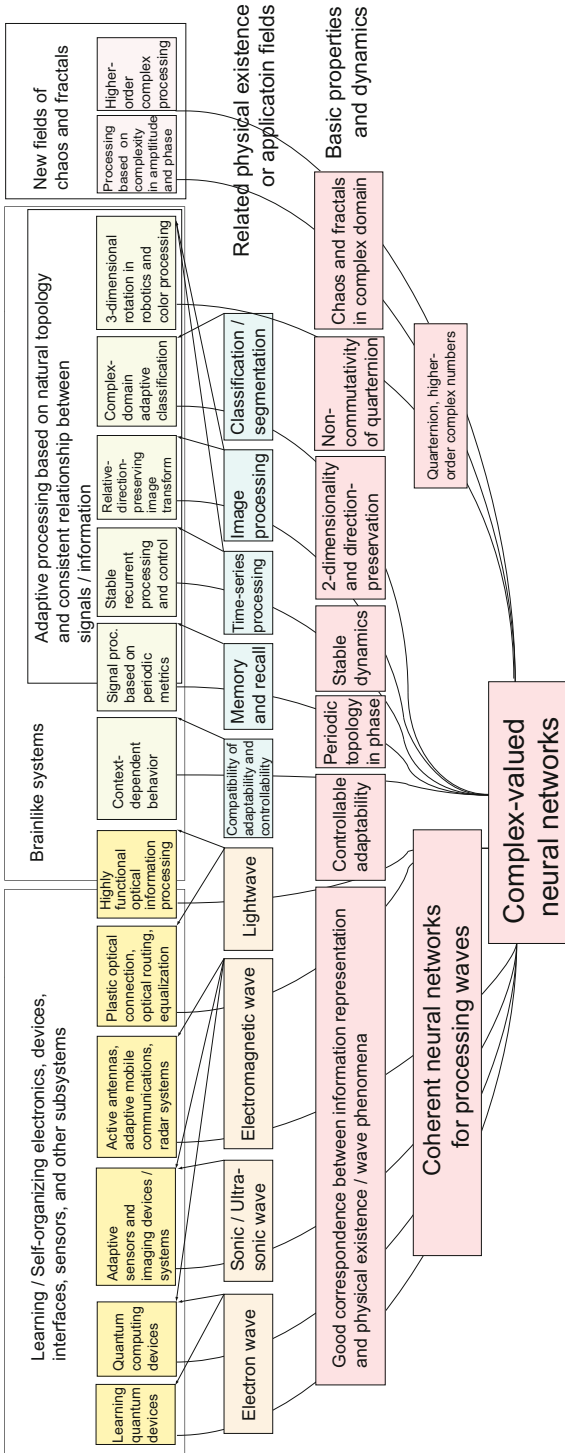 Learning / Self-organizing electronics, devices,
interfaces, sensors, and other subsystems
Brainlike systems
Adaptive processing based on natural topology
and consistent relationship between
signals / information
New fields of
chaos and fractals
Learning
quantum
devices
Quantum computing
devices
Adaptive
sensors and
imaging devices /
systems
Active antennas,
adaptive mobile
communications,
radar systems
Plastic optical
connection,
optical routing,
equalization
Highly
functional
optical
information
processing
Context-
dependent
behavior
Signal proc.
based on
periodic
metrics
Stable
recurrent
processing
and control
Relative-
direction-
preserving
image
transform
Complex-
domain
adaptive
classification
3-dimensional
rotation in
robotics and
color processing
Processing
based on
complexity
in amptlitude
and phase
Higher-
order
complex
processing
Electron wave
Sonic / Ultra-
sonic wave
Electromagnetic wave
Lightwave
Compatibility of
adaptability and
controllability
Memory
and recall
Time-series
processing
Image
processing
Classification /
segmentation
Related physical existence
or applicatoin fields
Good correspondence between information representation
and physical existence / wave phenomena
Controllable
adaptability
Periodic
topology
in phase
Stable
dynamics
2-dimensionality
and direction-
preservation
Non-
commutativity
of quarternion
Chaos and fractals
in complex domain
Basic properties
and dynamics
Coherent neural networks
for processing waves
Quarternion, higher-
order complex numbers
Complex-valued
neural networks